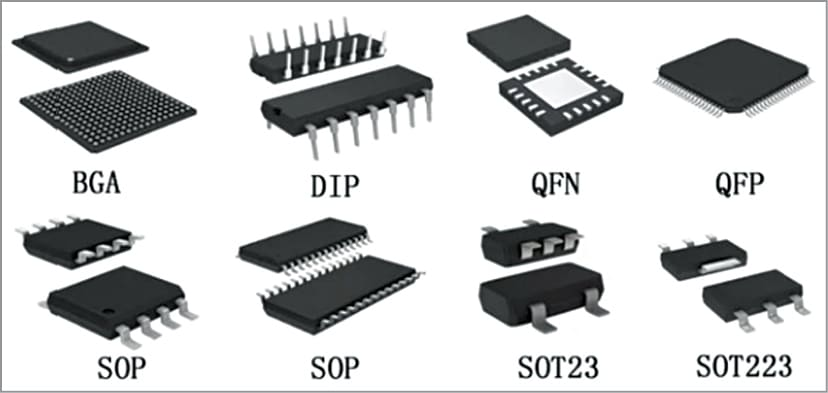 BGA
DIP
QFN
QFP
SOP
SOP
SOT23
SOT223